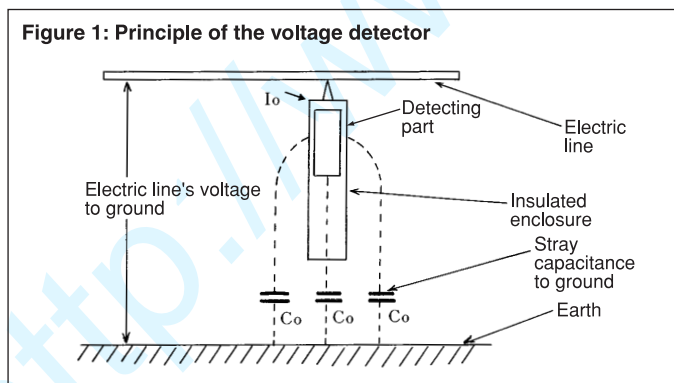 Figure 1: Principle of the voltage detector
Io
Detecting
part
Electric
line
Electric line's voltage
to ground
Insulated
enclosure
Stray
capacitance
to ground
Co
Co
Co
Earth
ttp://w